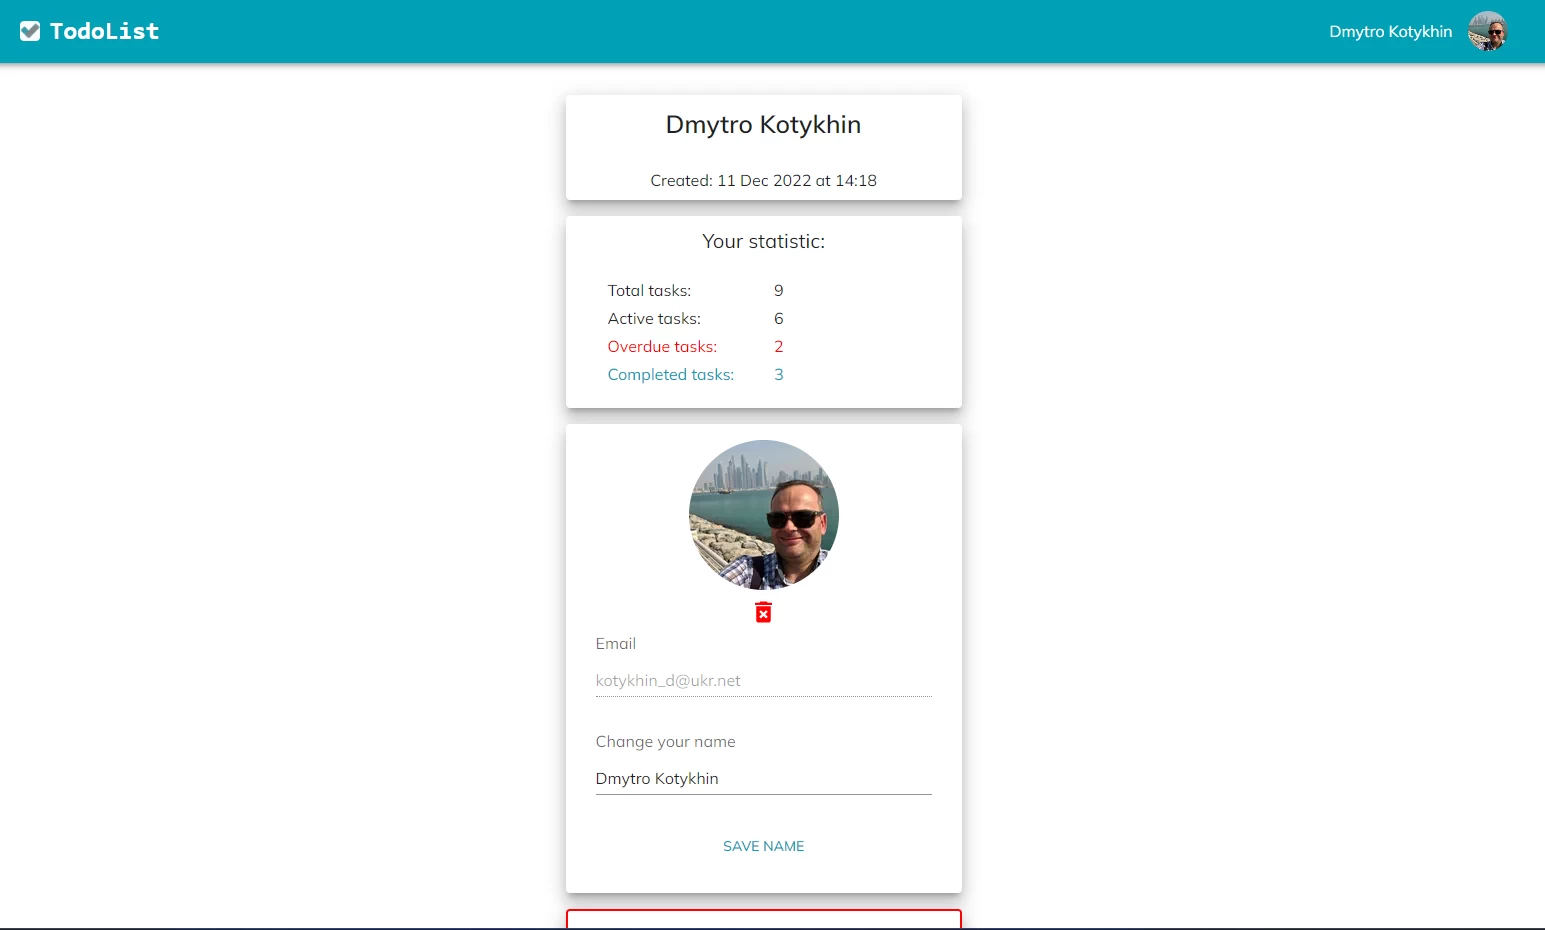 TodoList
Dmytro Kotykhin
Dmytro Kotykhin
Created: 11 Dec 2022 at 14:18
Your statistic:
Total tasks: 9
Active tasks: 6
Overdue tasks: 2
Completed tasks: 3
Email
kotykhin_d@ukr.net
Change your name
Dmytro Kotykhin
SAVE NAME